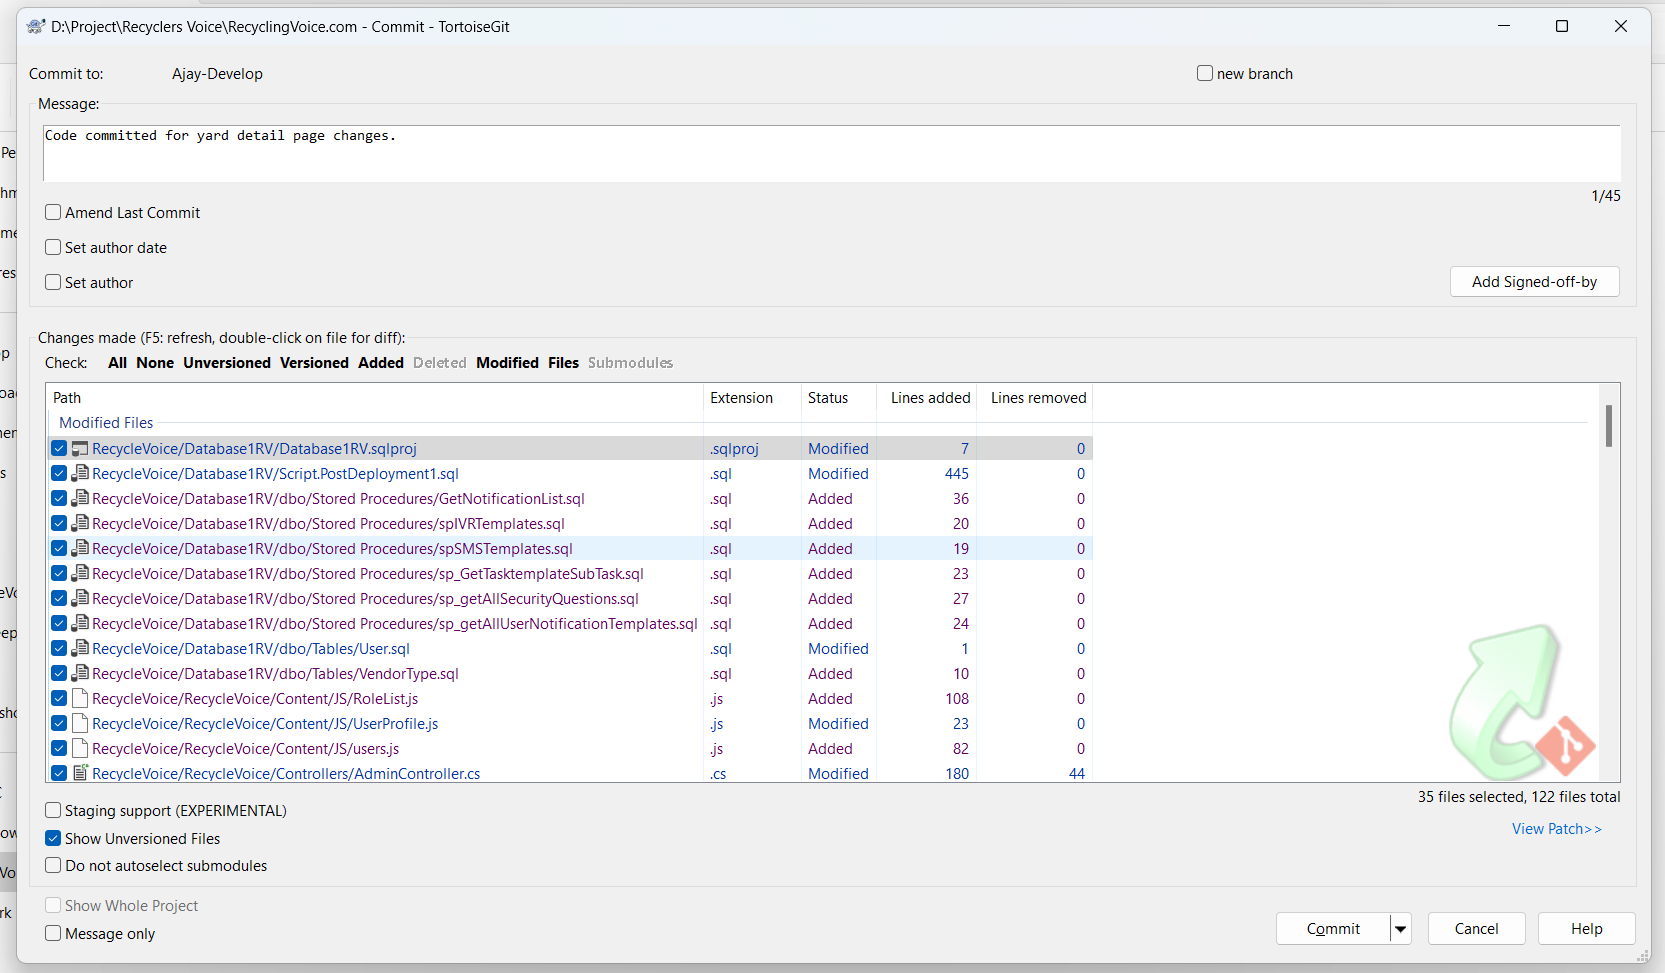 D:\Project\Recyclers Voice\RecyclingVoice.com - Commit - TortoiseGit
Commit to: Ajay-Develop new branch
Message:
Code committed for yard detail page changes.
1/45
Amend Last Commit
Set author date
Set author
Add Signed-off-by
Changes made (F5: refresh, double-click on file for diff):
Check: All None Unversioned Versioned Added Deleted Modified Files Submodules
Path Extension Status Lines added Lines removed
Modified Files
RecycleVoice/Database1RV/Database1RV.sqlproj .sqlproj Modified 7 0
RecycleVoice/Database1RV/Script.PostDeployment1.sql .sql Modified 445 0
RecycleVoice/Database1RV/dbo/Stored Procedures/GetNotificationList.sql .sql Added 36 0
RecycleVoice/Database1RV/dbo/Stored Procedures/spIVRTemplates.sql .sql Added 20 0
RecycleVoice/Database1RV/dbo/Stored Procedures/spSMSTemplates.sql .sql Added 19 0
RecycleVoice/Database1RV/dbo/Stored Procedures/sp_GetTasktemplateSubTask.sql .sql Added 23 0
RecycleVoice/Database1RV/dbo/Stored Procedures/sp_getAllSecurityQuestions.sql .sql Added 27 0
RecycleVoice/Database1RV/dbo/Stored Procedures/sp_getAllUserNotificationTemplates.sql .sql Added 24 0
RecycleVoice/Database1RV/dbo/Tables/User.sql .sql Modified 1 0
RecycleVoice/Database1RV/dbo/Tables/VendorType.sql .sql Added 10 0
RecycleVoice/RecycleVoice/Content/JS/RoleList.js .js Added 108 0
RecycleVoice/RecycleVoice/Content/JS/UserProfile.js .js Modified 23 0
RecycleVoice/RecycleVoice/Content/JS/users.js .js Added 82 0
RecycleVoice/RecycleVoice/Controllers/AdminController.cs .cs Modified 180 44
35 files selected, 122 files total
Staging support (EXPERIMENTAL)
View Patch>>
Show Unversioned Files
Do not autoselect submodules
Show Whole Project
Message only
Commit Cancel Help